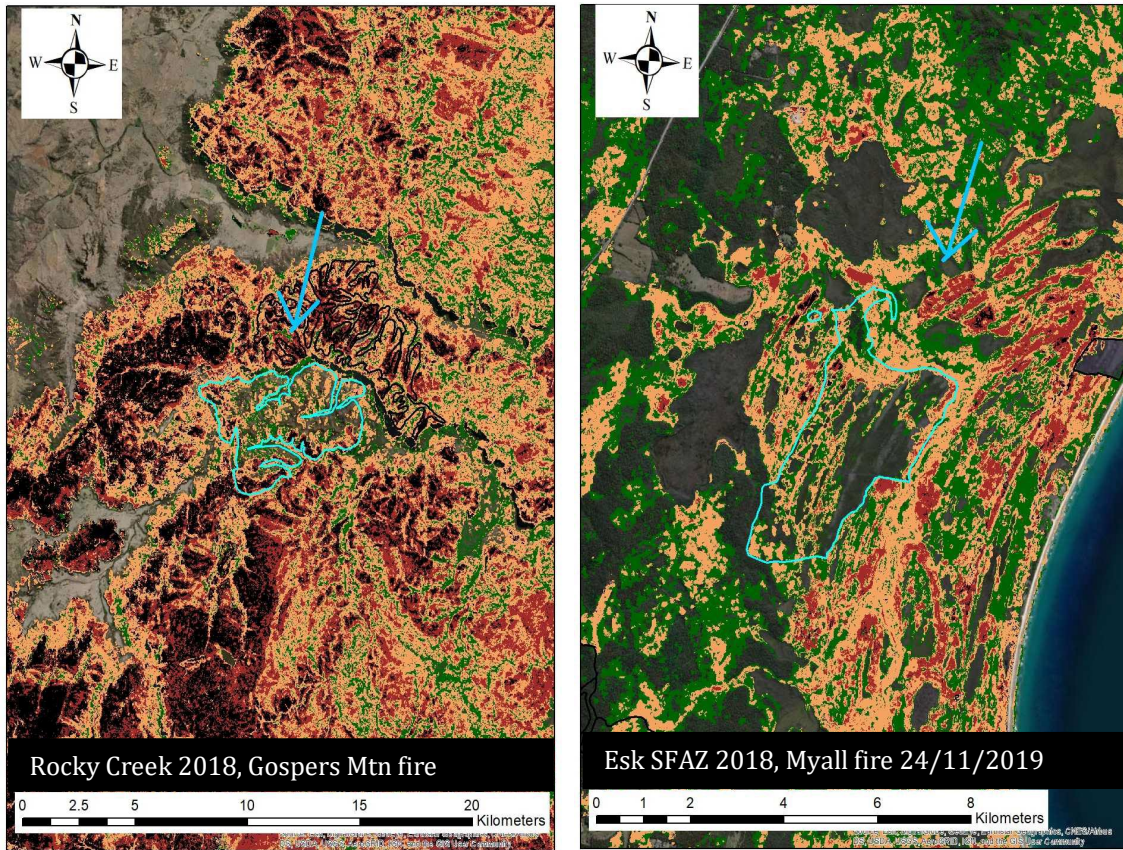 N
W E
S
Rocky Creek 2018, Gospers Mtn fire
0 2.5 5 10 15 20
Kilometers
N
W E
S
Esk SFAZ 2018, Myall fire 24/11/2019
0 1 2 4 6 8
Kilometers